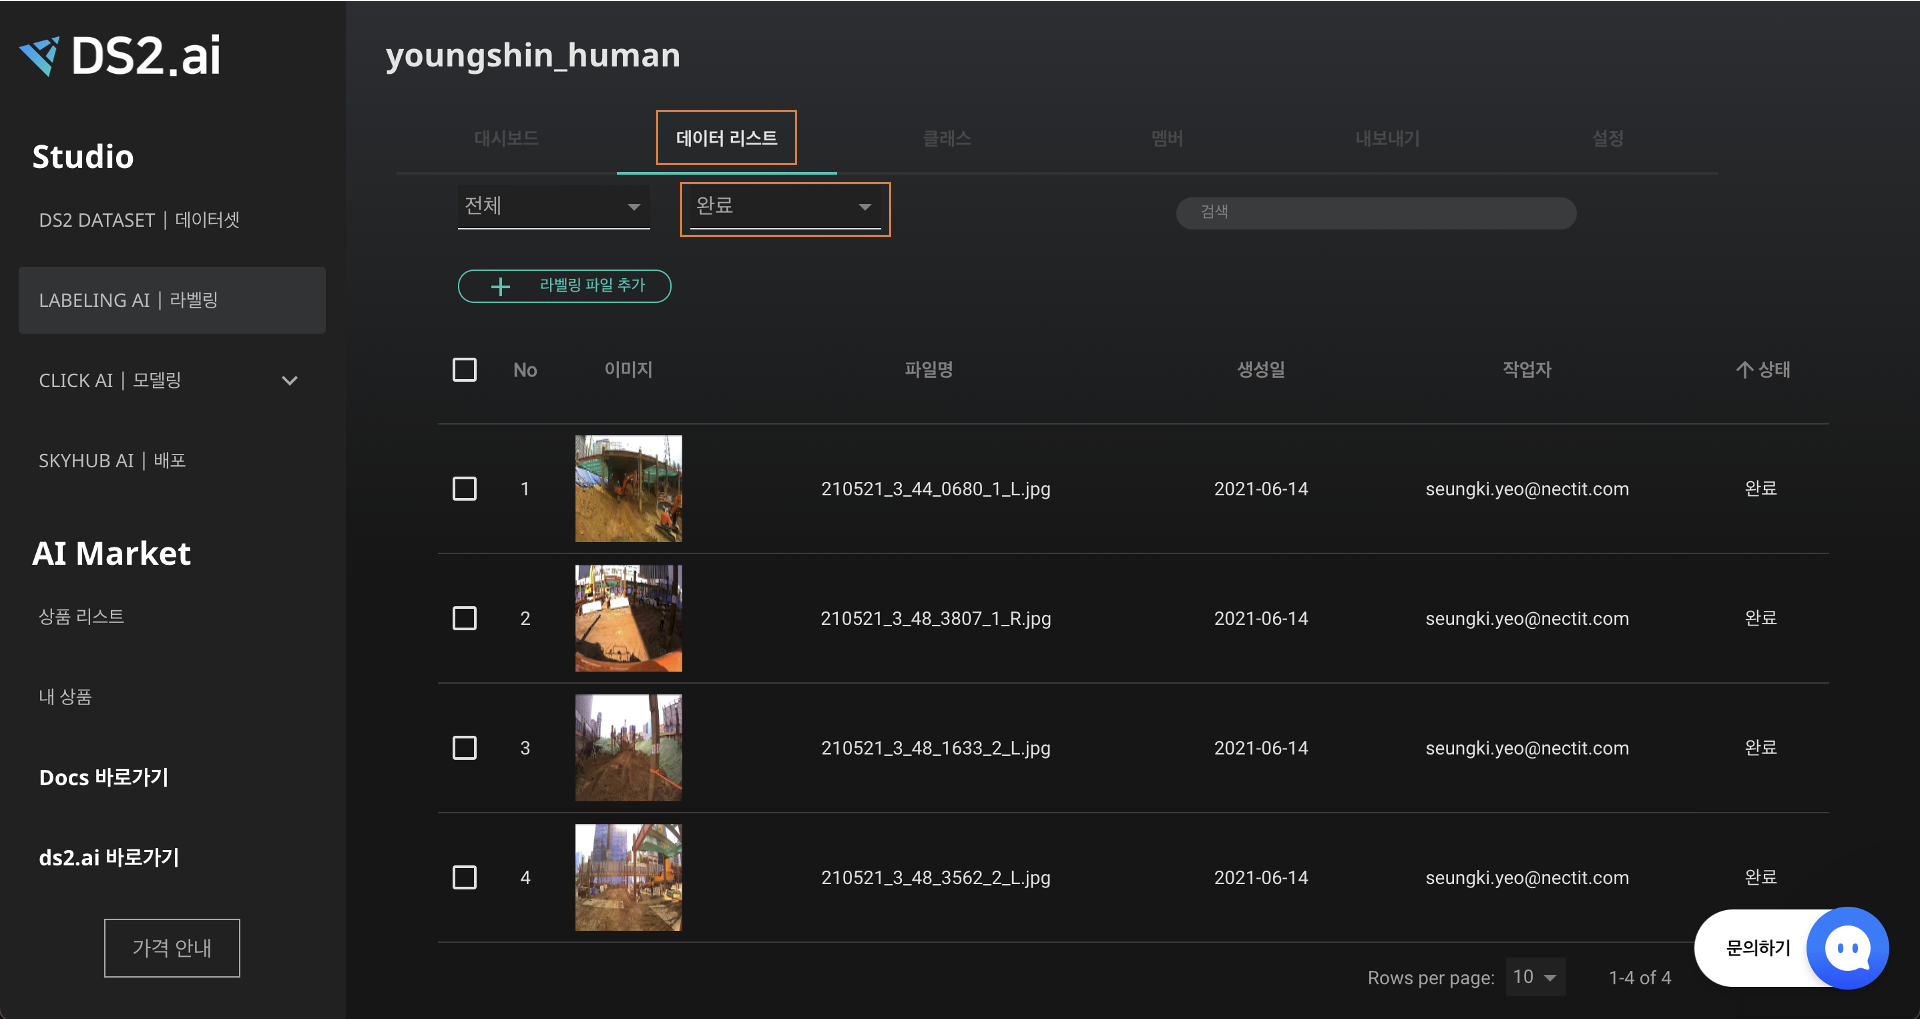 DS2.ai
Studio
DS2 DATASET | 데이터셋
LABELING AI | 라벨링
CLICK AI | 모델링
SKYHUB AI | 배포
AI Market
상품 리스트
내 상품
Docs 바로가기
ds2.ai 바로가기
가격 안내
youngshin_human
대시보드 데이터 리스트 클래스 멤버 내보내기 설정
전체 완료 검색
라벨링 파일 추가
No 이미지 파일명 생성일 작업자 상태
1 210521_3_44_0680_1_L.jpg 2021-06-14 seungki.yeo@nectit.com 완료
2 210521_3_48_3807_1_R.jpg 2021-06-14 seungki.yeo@nectit.com 완료
3 210521_3_48_1633_2_L.jpg 2021-06-14 seungki.yeo@nectit.com 완료
4 210521_3_48_3562_2_L.jpg 2021-06-14 seungki.yeo@nectit.com 완료
문의하기
Rows per page: 10 1-4 of 4